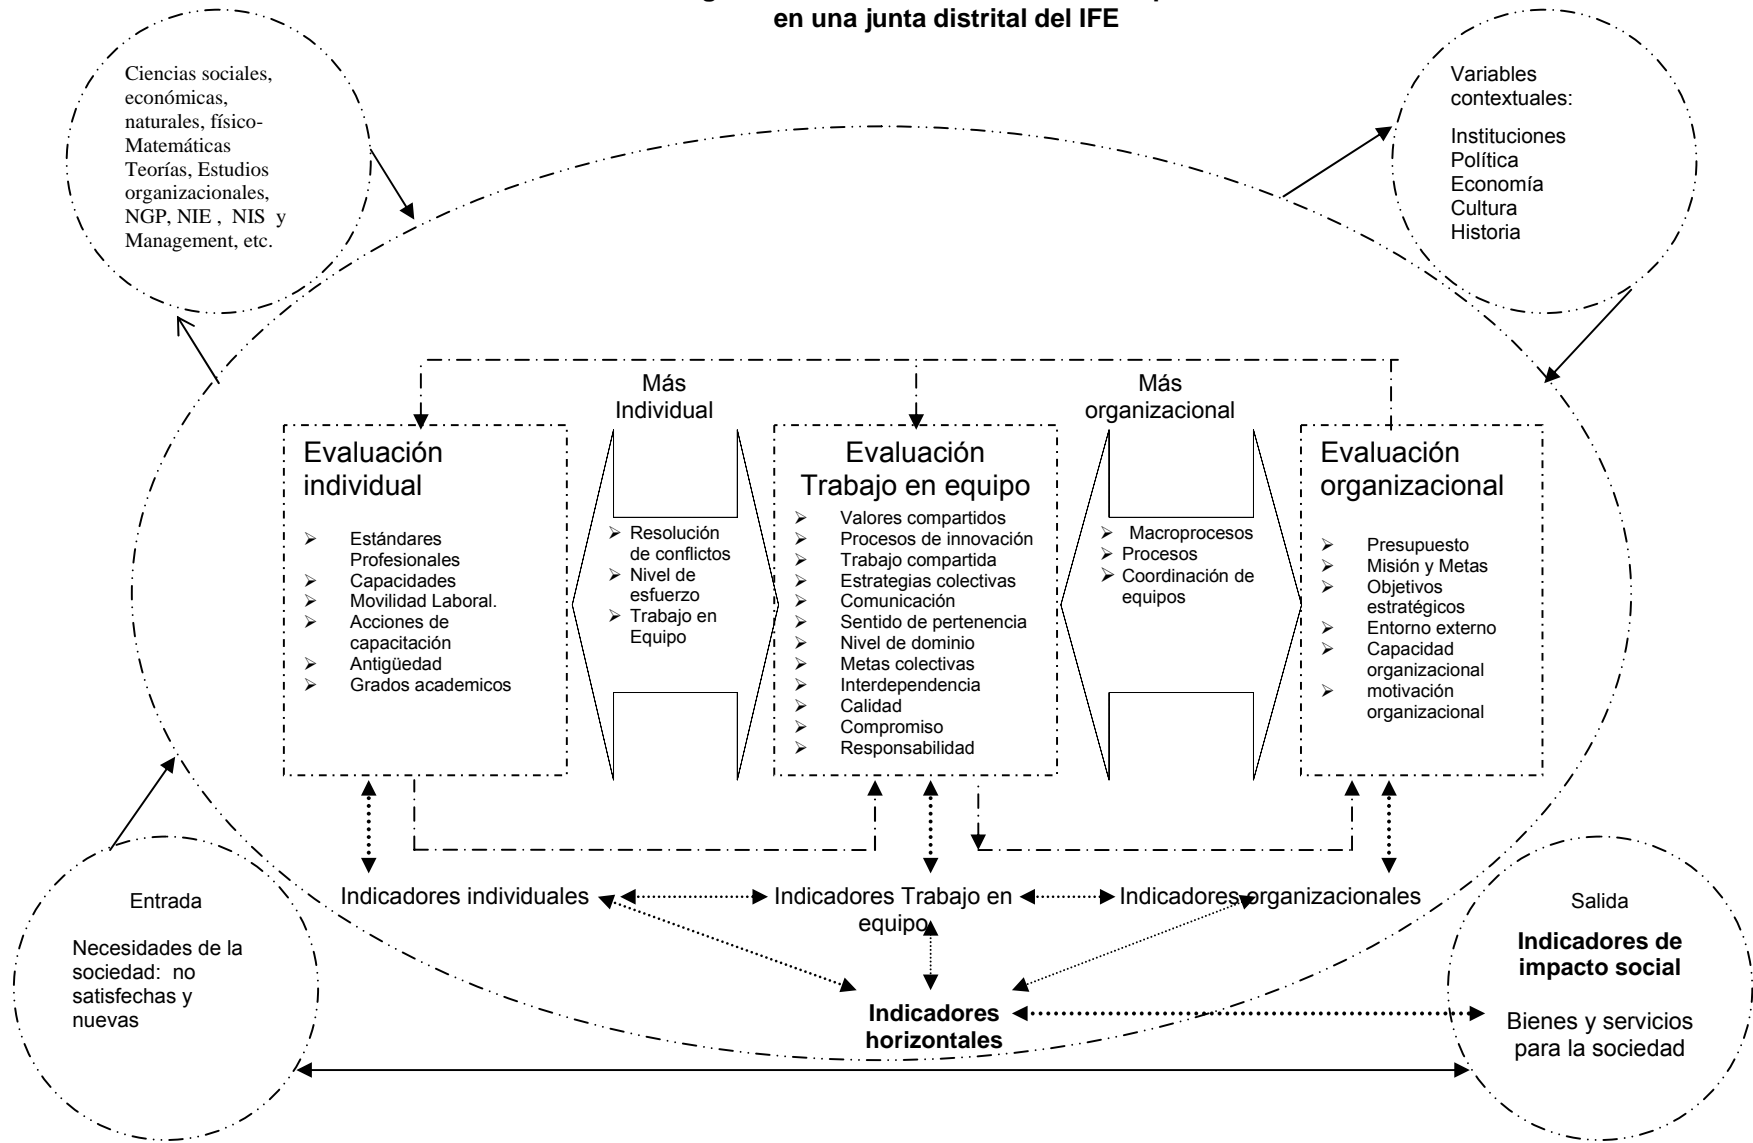 en una junta distrital del IFE
Ciencias sociales,
económicas,
naturales, físico-
Matemáticas
Teorías, Estudios
organizacionales,
NGP, NIE , NIS y
Management, etc.
Variables
contextuales:
Instituciones
Política
Economía
Cultura
Historia
Más
Individual
Más
organizacional
Evaluación
individual
Estándares
Profesionales
Capacidades
Movilidad Laboral.
Acciones de
capacitación
Antigüedad
Grados academicos
Resolución
de conflictos
Nivel de
esfuerzo
Trabajo en
Equipo
Evaluación
Trabajo en equipo
Valores compartidos
Procesos de innovación
Trabajo compartida
Estrategias colectivas
Comunicación
Sentido de pertenencia
Nivel de dominio
Metas colectivas
Interdependencia
Calidad
Compromiso
Responsabilidad
Macroprocesos
Procesos
Coordinación de
equipos
Evaluación
organizacional
Presupuesto
Misión y Metas
Objetivos
estratégicos
Entorno externo
Capacidad
organizacional
motivación
organizacional
Indicadores individuales
Indicadores Trabajo en
equipo
Indicadores organizacionales
Indicadores
horizontales
Entrada
Necesidades de la
sociedad: no
satisfechas y
nuevas
Salida
Indicadores de
impacto social
Bienes y servicios
para la sociedad